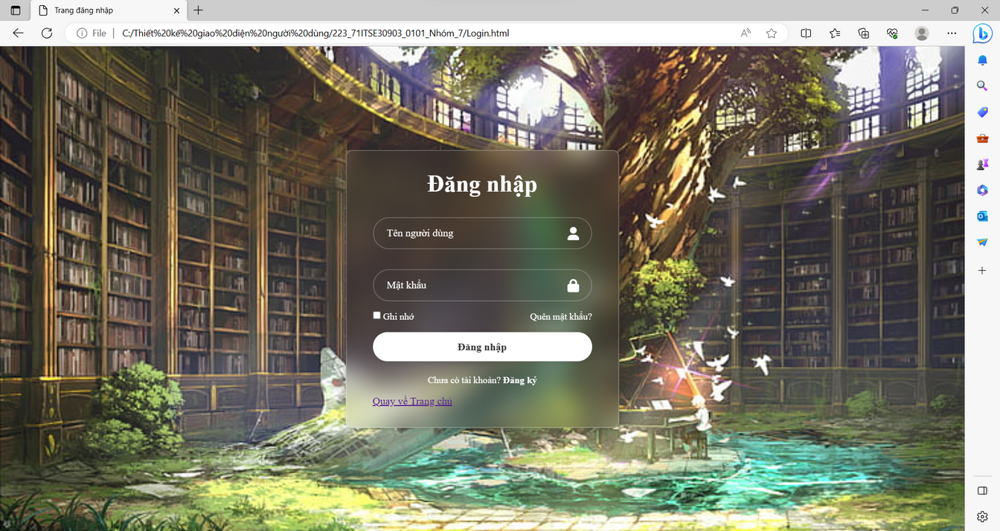 Trang đăng nhập
File
C:/Thiết%20kế%20giao%20diện%20người%20dùng/223_71ITSE30903_0101_Nhóm_7/Login.html
Đăng nhập
Tên người dùng
Mật khẩu
Ghi nhớ Quên mật khẩu?
Đăng nhập
Chưa có tài khoản? Đăng ký
Quay về Trang chủ